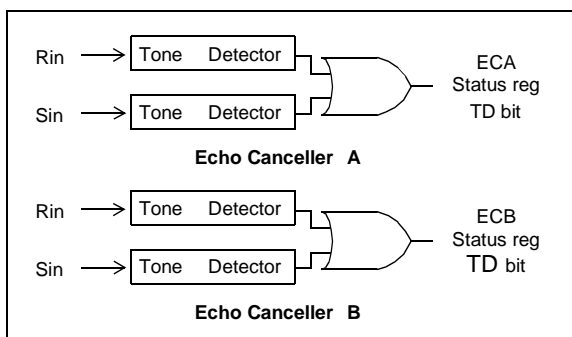 Rin
Tone Detector
Sin
Tone Detector
ECA
Status reg
TD bit
Echo Canceller A
Rin
Tone Detector
Sin
Tone Detector
ECB
Status reg
TD bit
Echo Canceller B